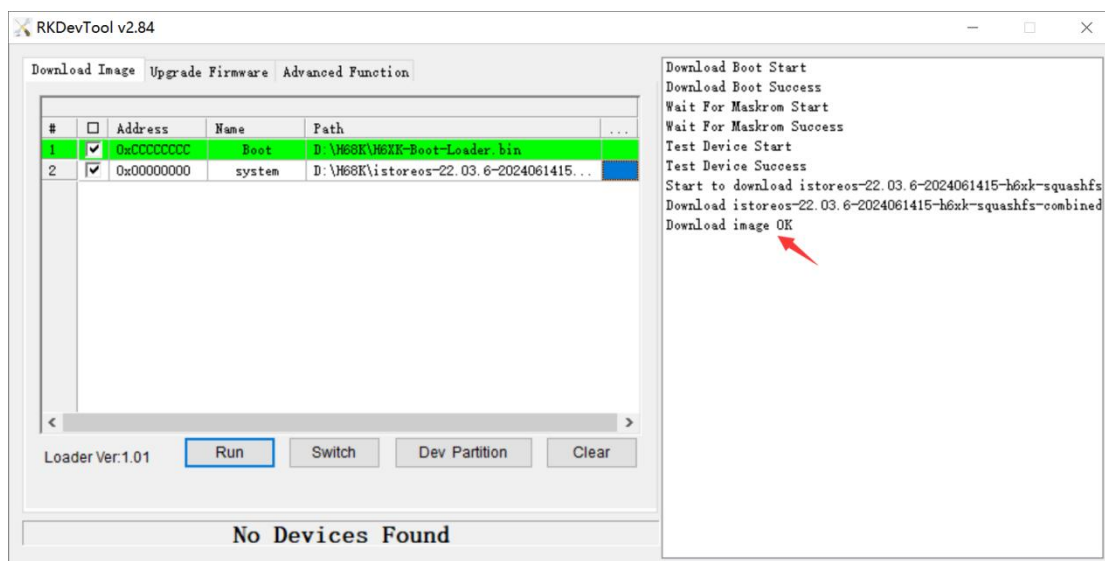 RKDevTool v2.84
Download Image Upgrade Firmware Advanced Function
# Address Name Path ...
1 0xCCCCCCCC Boot D:\H68K\H6XK-Boot-Loader.bin
2 0x00000000 system D:\H68K\istoreos-22.03.6-2024061415...
Loader Ver:1.01 Run Switch Dev Partition Clear
No Devices Found
Download Boot Start
Download Boot Success
Wait For Maskrom Start
Wait For Maskrom Success
Test Device Start
Test Device Success
Start to download istoreos-22.03.6-2024061415-h6xk-squashfs
Download istoreos-22.03.6-2024061415-h6xk-squashfs-combined
Download image OK